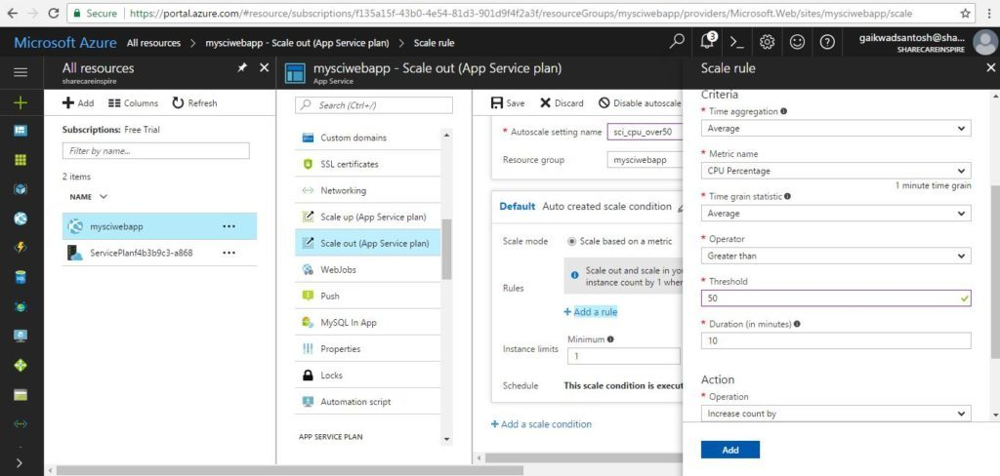 Secure https://portal.azure.com/#resource/subscriptions/f135a15f-43b0-4e54-81d3-901d9f4f2a3f/resourceGroups/mysciwebapp/providers/Microsoft.Web/sites/mysciwebapp/scale
Microsoft Azure All resources > mysciwebapp - Scale out (App Service plan) > Scale rule
3
gaikwadsantosh@sha...
SHARECAREINSPIRE
All resources
sharecareinspire
Add Columns Refresh
Subscriptions: Free Trial
Filter by name...
2 items
NAME
mysciwebapp ...
ServicePlanf4b3b9c3-a868 ...
mysciwebapp - Scale out (App Service plan)
App Service
Search (Ctrl+/)
Custom domains
SSL certificates
Networking
Scale up (App Service plan)
Scale out (App Service plan)
WebJobs
Push
MySQL In App
Properties
Locks
Automation script
APP SERVICE PLAN
Save Discard Disable autoscale
* Autoscale setting name sci_cpu_over50
Resource group mysciwebapp
Default Auto created scale condition
Scale mode Scale based on a metric
Rules
Scale out and scale in you
instance count by 1 wher
+ Add a rule
Instance limits
Minimum
1
Schedule This scale condition is execut
+ Add a scale condition
Scale rule
Criteria
* Time aggregation
Average
* Metric name
CPU Percentage
1 minute time grain
* Time grain statistic
Average
* Operator
Greater than
* Threshold
50
* Duration (in minutes)
10
Action
* Operation
Increase count by
Add